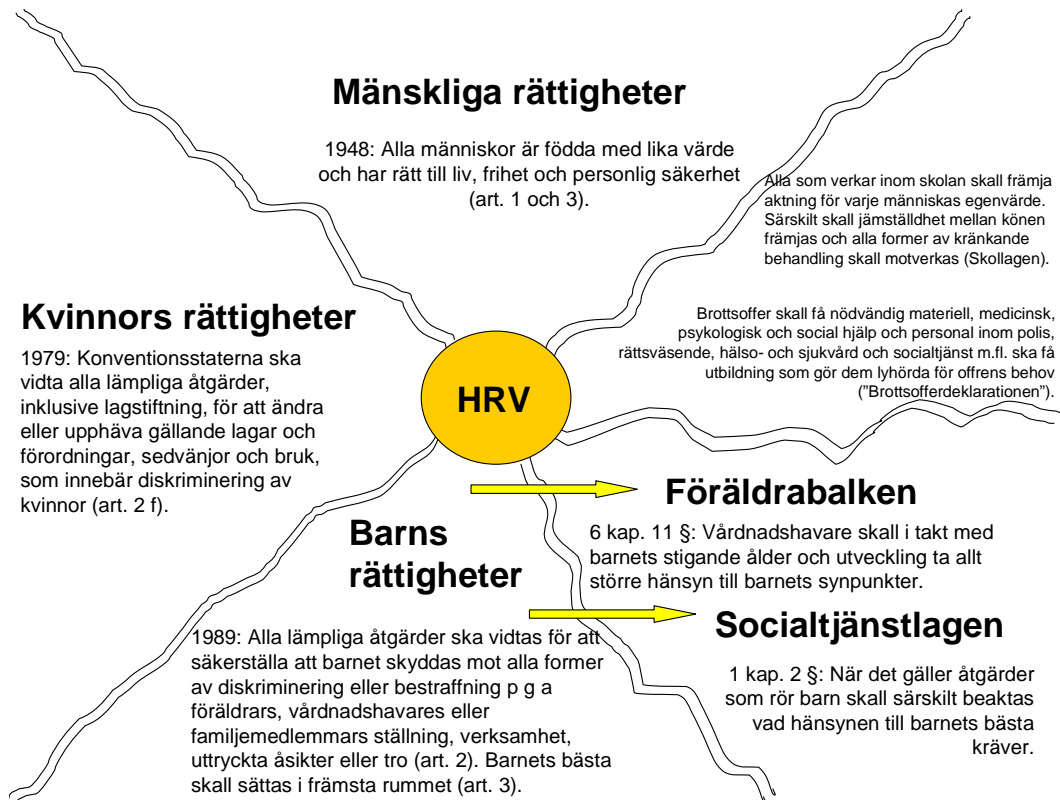 Mänskliga rättigheter
1948: Alla människor är födda med lika värde
och har rätt till liv, frihet och personlig säkerhet
(art. 1 och 3).
Alla som verkar inom skolan skall främja
aktning för varje människas egenvärde.
Särskilt skall jämställdhet mellan könen
främjas och alla former av kränkande
behandling skall motverkas (Skollagen).
Kvinnors rättigheter
1979: Konventionsstaterna ska
vidta alla lämpliga åtgärder,
inklusive lagstiftning, för att ändra
eller upphäva gällande lagar och
förordningar, sedvänjor och bruk,
som innebär diskriminering av
kvinnor (art. 2 f).
Brottsoffer skall få nödvändig materiell, medicinsk,
psykologisk och social hjälp och personal inom polis,
rättsväsende, hälso- och sjukvård och socialtjänst m.fl. ska få
utbildning som gör dem lyhörda för offrens behov
("Brottsofferdeklarationen").
HRV
Föräldrabalken
6 kap. 11 §: Vårdnadshavare skall i takt med
barnets stigande ålder och utveckling ta allt
större hänsyn till barnets synpunkter.
Barns
rättigheter
1989: Alla lämpliga åtgärder ska vidtas för att
säkerställa att barnet skyddas mot alla former
av diskriminering eller bestraffning p g a
föräldrars, vårdnadshavares eller
familjemedlemmars ställning, verksamhet,
uttryckta åsikter eller tro (art. 2). Barnets bästa
skall sättas i främsta rummet (art. 3).
Socialtjänstlagen
1 kap. 2 §: När det gäller åtgärder
som rör barn skall särskilt beaktas
vad hänsynen till barnets bästa
kräver.